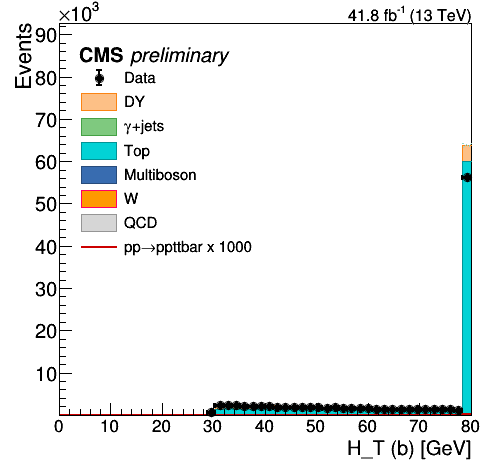 ×10³
41.8 fb⁻¹ (13 TeV)
Events
CMS preliminary
Data
DY
γ+jets
Top
Multiboson
W
QCD
pp→ppttbar x 1000
90
80
70
60
50
40
30
20
10
0 10 20 30 40 50 60 70 80
H_T (b) [GeV]